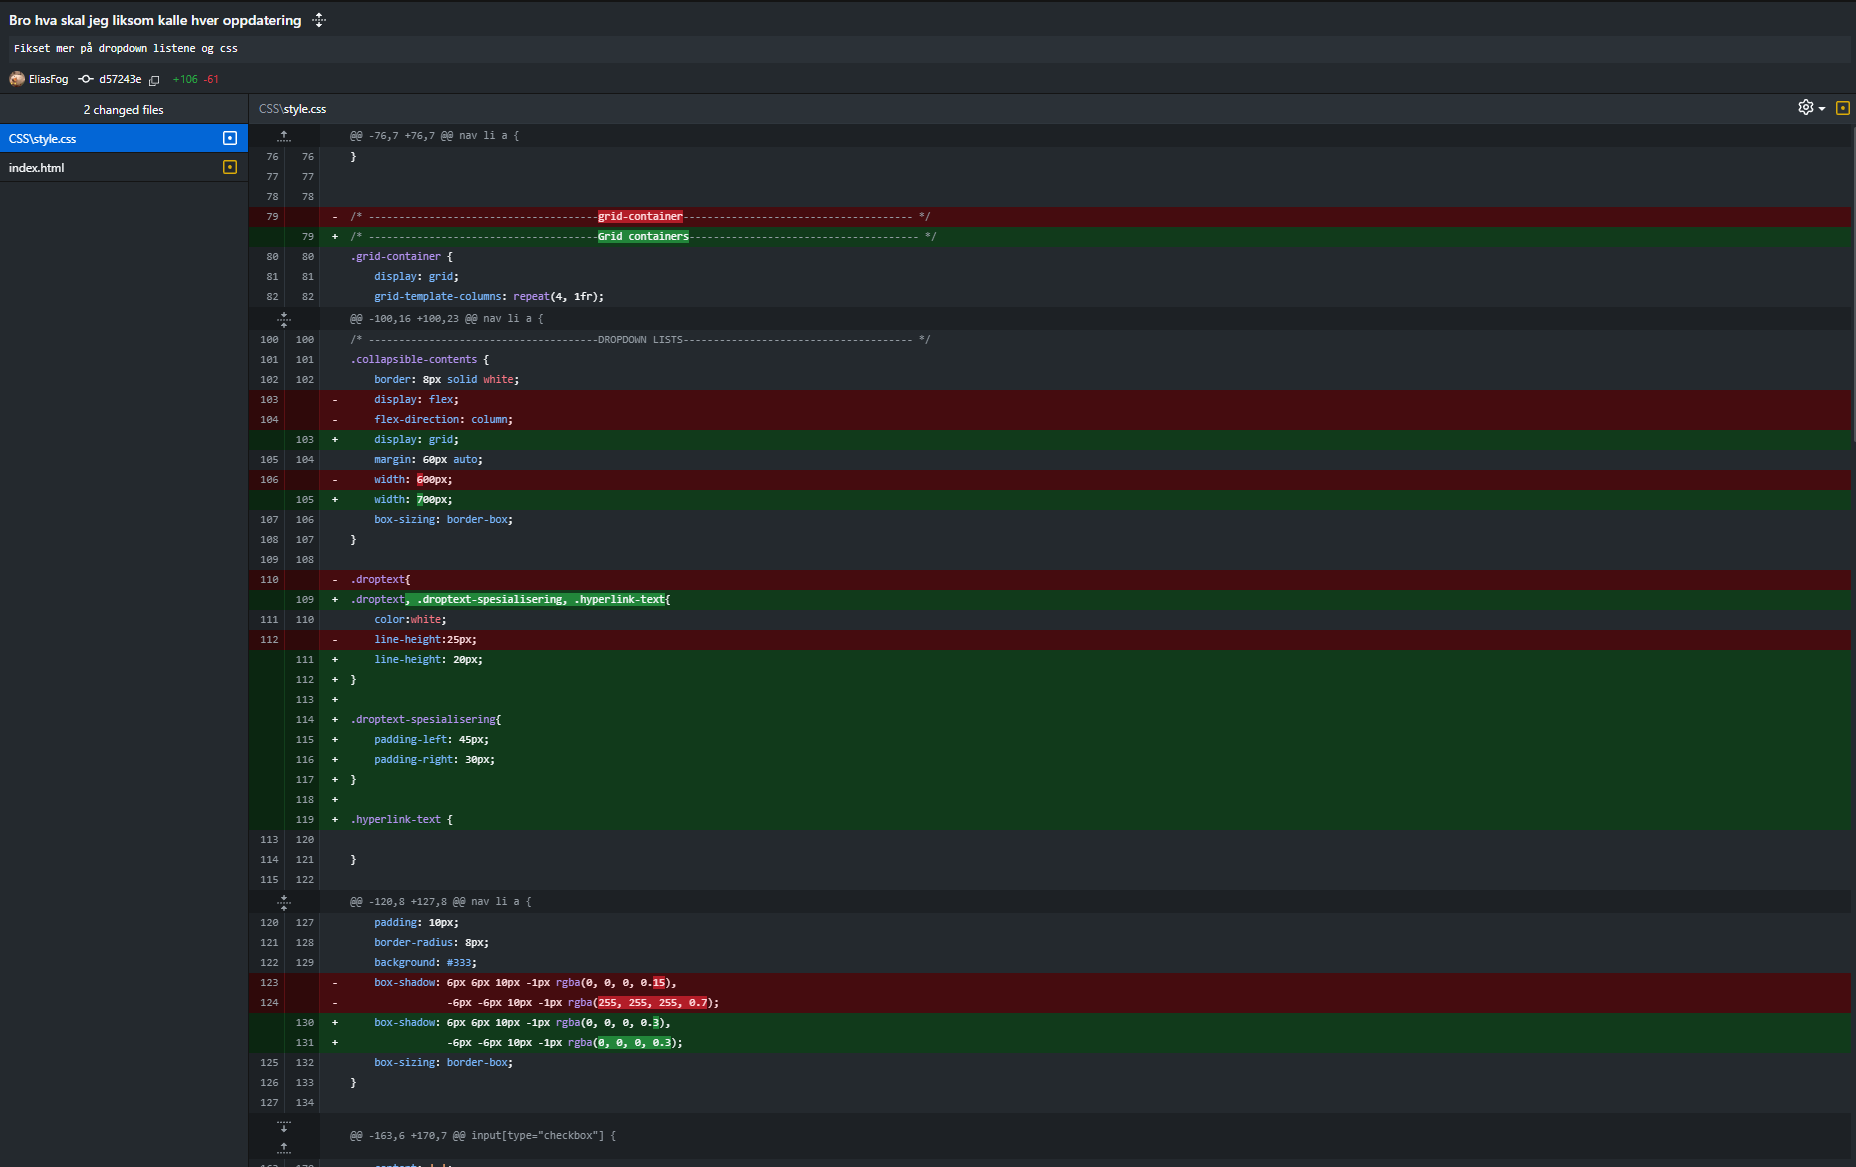 Bro hva skal jeg liksom kalle hver oppdatering
Fikset mer på dropdown listene og css
EliasFog d57243e +106 -61
2 changed files
CSS\style.css
index.html
CSS\style.css
@@ -76,7 +76,7 @@ nav li a {
76 76 }
77 77
78 78
79 - /* --------------------------------------grid-container-------------------------------------- */
79 + /* --------------------------------------Grid containers-------------------------------------- */
80 80 .grid-container {
81 81 display: grid;
82 82 grid-template-columns: repeat(4, 1fr);
@@ -100,16 +100,23 @@ nav li a {
100 100 /* --------------------------------------DROPDOWN LISTS-------------------------------------- */
101 101 .collapsible-contents {
102 102 border: 8px solid white;
103 - display: flex;
104 - flex-direction: column;
103 + display: grid;
105 104 margin: 60px auto;
106 - width: 600px;
105 + width: 700px;
107 106 box-sizing: border-box;
108 107 }
109 108
110 - .droptext{
109 + .droptext, .droptext-spesialisering, .hyperlink-text{
111 110 color:white;
112 - line-height:25px;
111 + line-height: 20px;
112 + }
113 +
114 + .droptext-spesialisering{
115 + padding-left: 45px;
116 + padding-right: 30px;
117 + }
118 +
119 + .hyperlink-text {
113 120
114 121 }
115 122
@@ -120,8 +127,8 @@ nav li a {
120 127 padding: 10px;
121 128 border-radius: 8px;
122 129 background: #333;
123 - box-shadow: 6px 6px 10px -1px rgba(0, 0, 0, 0.15),
124 - -6px -6px 10px -1px rgba(255, 255, 255, 0.7);
130 + box-shadow: 6px 6px 10px -1px rgba(0, 0, 0, 0.3),
131 + -6px -6px 10px -1px rgba(0, 0, 0, 0.3);
125 132 box-sizing: border-box;
126 133 }
127 134
@@ -163,6 +170,7 @@ input[type="checkbox"] {